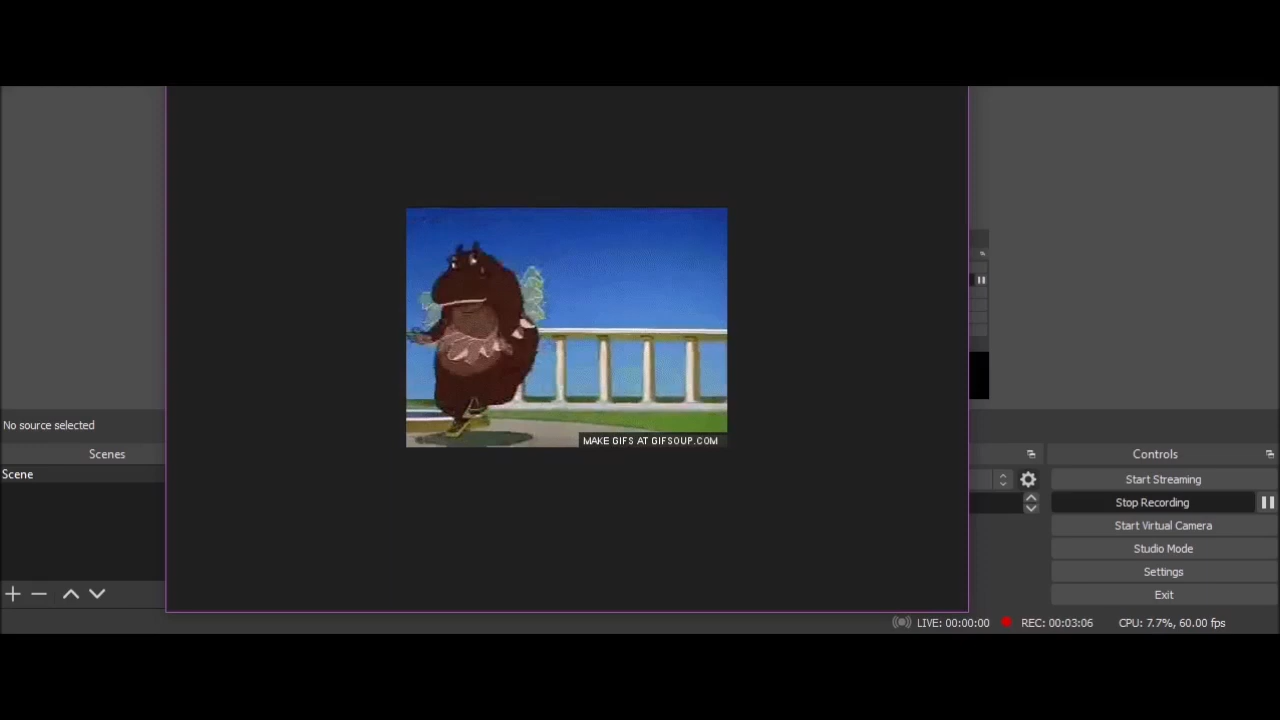 MAKE GIFS AT GIFSOUP.COM
No source selected
Scenes
Scene
Controls
Start Streaming
Stop Recording
Start Virtual Camera
Studio Mode
Settings
Exit
LIVE: 00:00:00
REC: 00:03:06
CPU: 7.7%, 60.00 fps